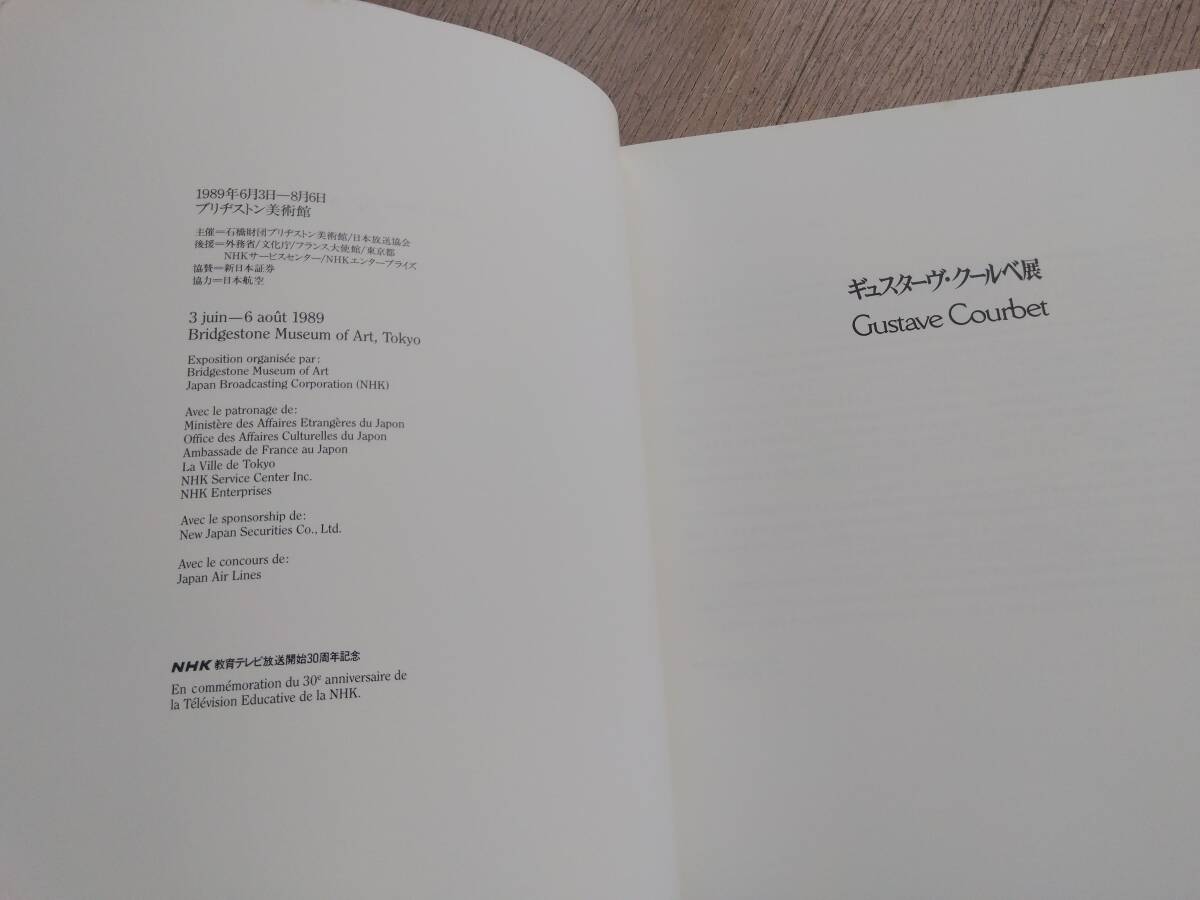 1989年6月3日—8月6日
ブリヂストン美術館
主催=石橋財団ブリヂストン美術館/日本放送協会
後援=外務省/文化庁/フランス大使館/東京都
NHKサービスセンター/NHKエンタープライズ
協賛=新日本証券
協力=日本航空
3 juin—6 août 1989
Bridgestone Museum of Art, Tokyo
Exposition organisée par:
Bridgestone Museum of Art
Japan Broadcasting Corporation (NHK)
Avec le patronage de:
Ministère des Affaires Etrangères du Japon
Office des Affaires Culturelles du Japon
Ambassade de France au Japon
La Ville de Tokyo
NHK Service Center Inc.
NHK Enterprises
Avec le sponsorship de:
New Japan Securities Co., Ltd.
Avec le concours de:
Japan Air Lines
NHK 教育テレビ放送開始30周年記念
En commémoration du 30e anniversaire de
la Télévision Educative de la NHK.
ギュスターヴ・クールベ展
Gustave Courbet